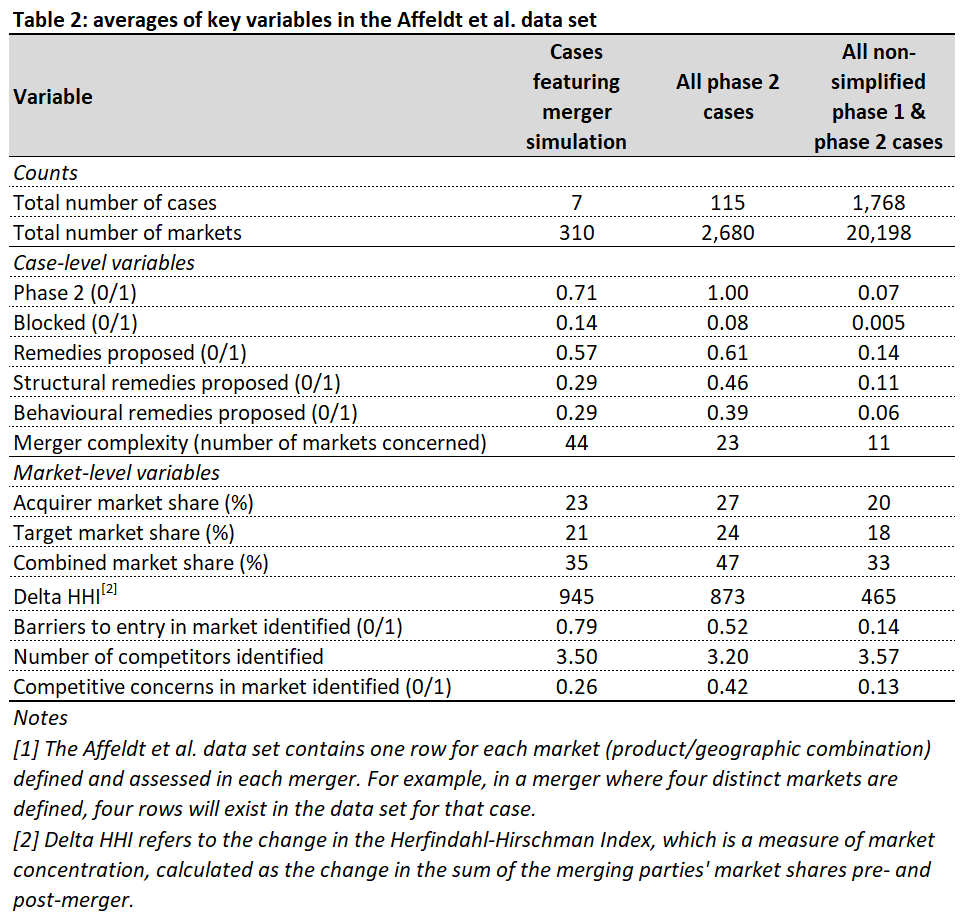 Table 2: averages of key variables in the Affeldt et al. data set
Variable
Cases featuring merger simulation
All phase 2 cases
All non-simplified phase 1 & phase 2 cases
Counts
Total number of cases 7 115 1,768
Total number of markets 310 2,680 20,198
Case-level variables
Phase 2 (0/1) 0.71 1.00 0.07
Blocked (0/1) 0.14 0.08 0.005
Remedies proposed (0/1) 0.57 0.61 0.14
Structural remedies proposed (0/1) 0.29 0.46 0.11
Behavioural remedies proposed (0/1) 0.29 0.39 0.06
Merger complexity (number of markets concerned) 44 23 11
Market-level variables
Acquirer market share (%) 23 27 20
Target market share (%) 21 24 18
Combined market share (%) 35 47 33
Delta HHI[2] 945 873 465
Barriers to entry in market identified (0/1) 0.79 0.52 0.14
Number of competitors identified 3.50 3.20 3.57
Competitive concerns in market identified (0/1) 0.26 0.42 0.13
Notes
[1] The Affeldt et al. data set contains one row for each market (product/geographic combination)
defined and assessed in each merger. For example, in a merger where four distinct markets are
defined, four rows will exist in the data set for that case.
[2] Delta HHI refers to the change in the Herfindahl-Hirschman Index, which is a measure of market
concentration, calculated as the change in the sum of the merging parties' market shares pre- and
post-merger.